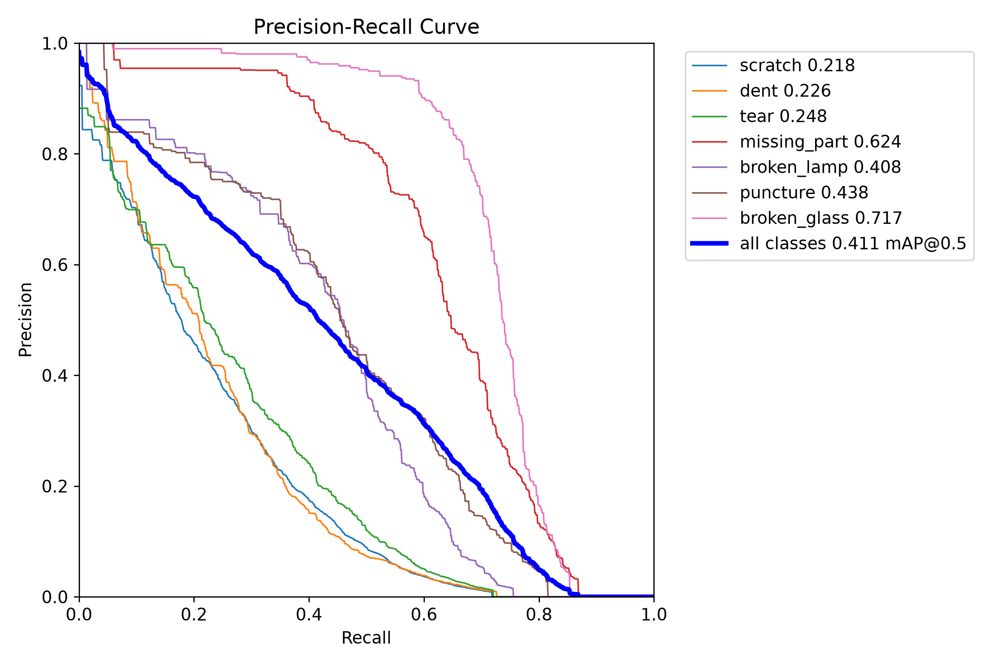 Precision-Recall Curve
1.0
0.8
0.6
0.4
0.2
0.0
Precision
0.0 0.2 0.4 0.6 0.8 1.0
Recall
scratch 0.218
dent 0.226
tear 0.248
missing_part 0.624
broken_lamp 0.408
puncture 0.438
broken_glass 0.717
all classes 0.411 mAP@0.5